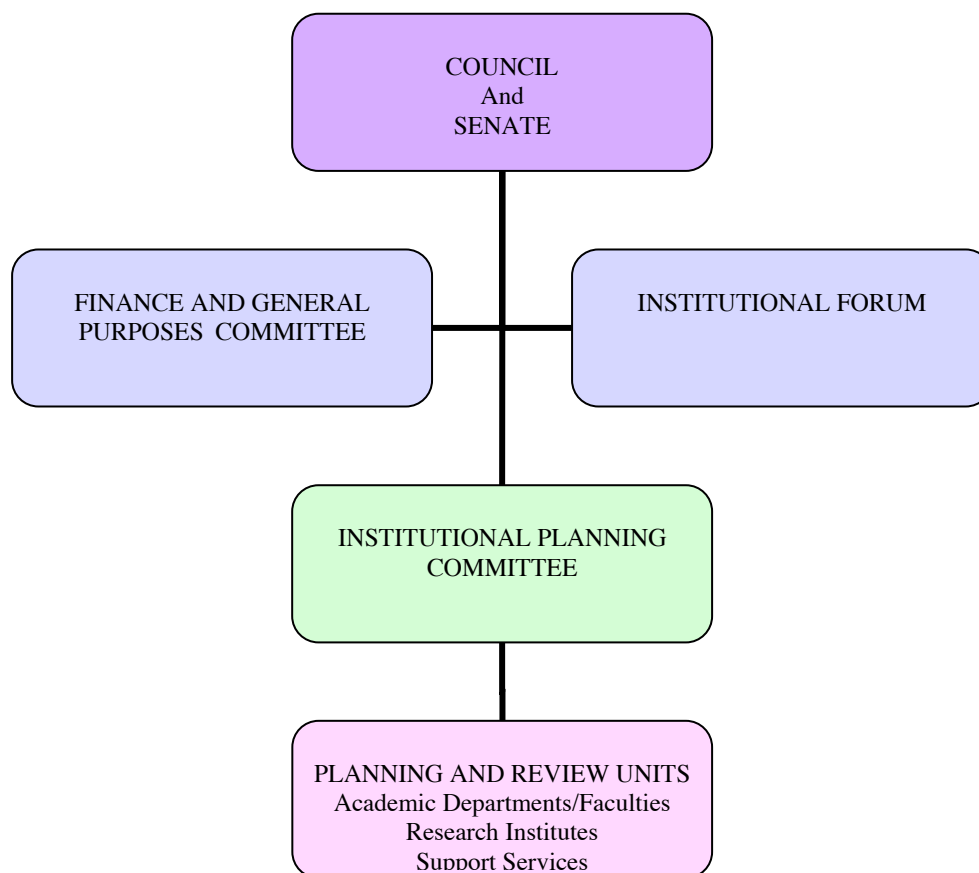 COUNCIL
And
SENATE
FINANCE AND GENERAL
PURPOSES COMMITTEE
INSTITUTIONAL FORUM
INSTITUTIONAL PLANNING
COMMITTEE
PLANNING AND REVIEW UNITS
Academic Departments/Faculties
Research Institutes
Support Services